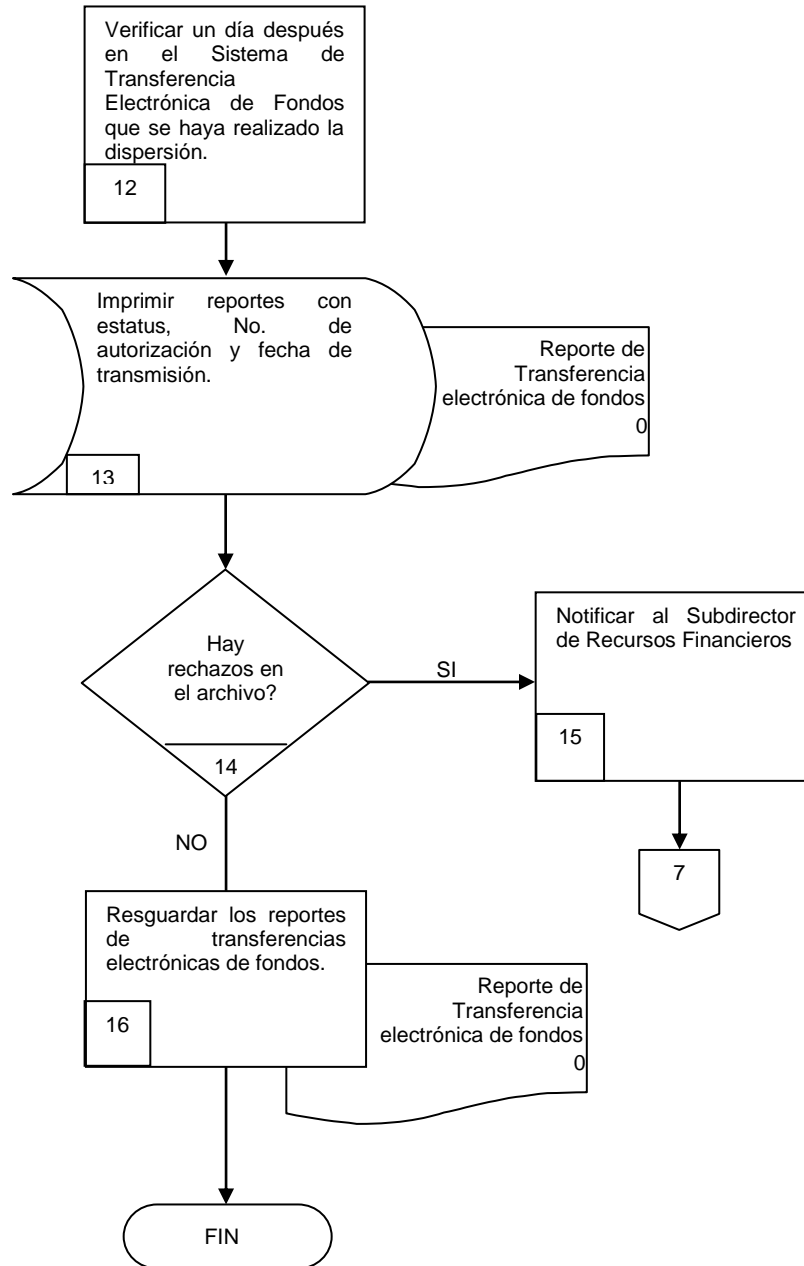 Verificar un día después
en el Sistema de
Transferencia
Electrónica de Fondos
que se haya realizado la
dispersión.
12
Imprimir reportes con
estatus, No. de
autorización y fecha de
transmisión.
13
Reporte de
Transferencia
electrónica de fondos
0
Hay
rechazos en
el archivo?
14
SI
Notificar al Subdirector
de Recursos Financieros
15
7
NO
Resguardar los reportes
de transferencias
electrónicas de fondos.
16
Reporte de
Transferencia
electrónica de fondos
0
FIN